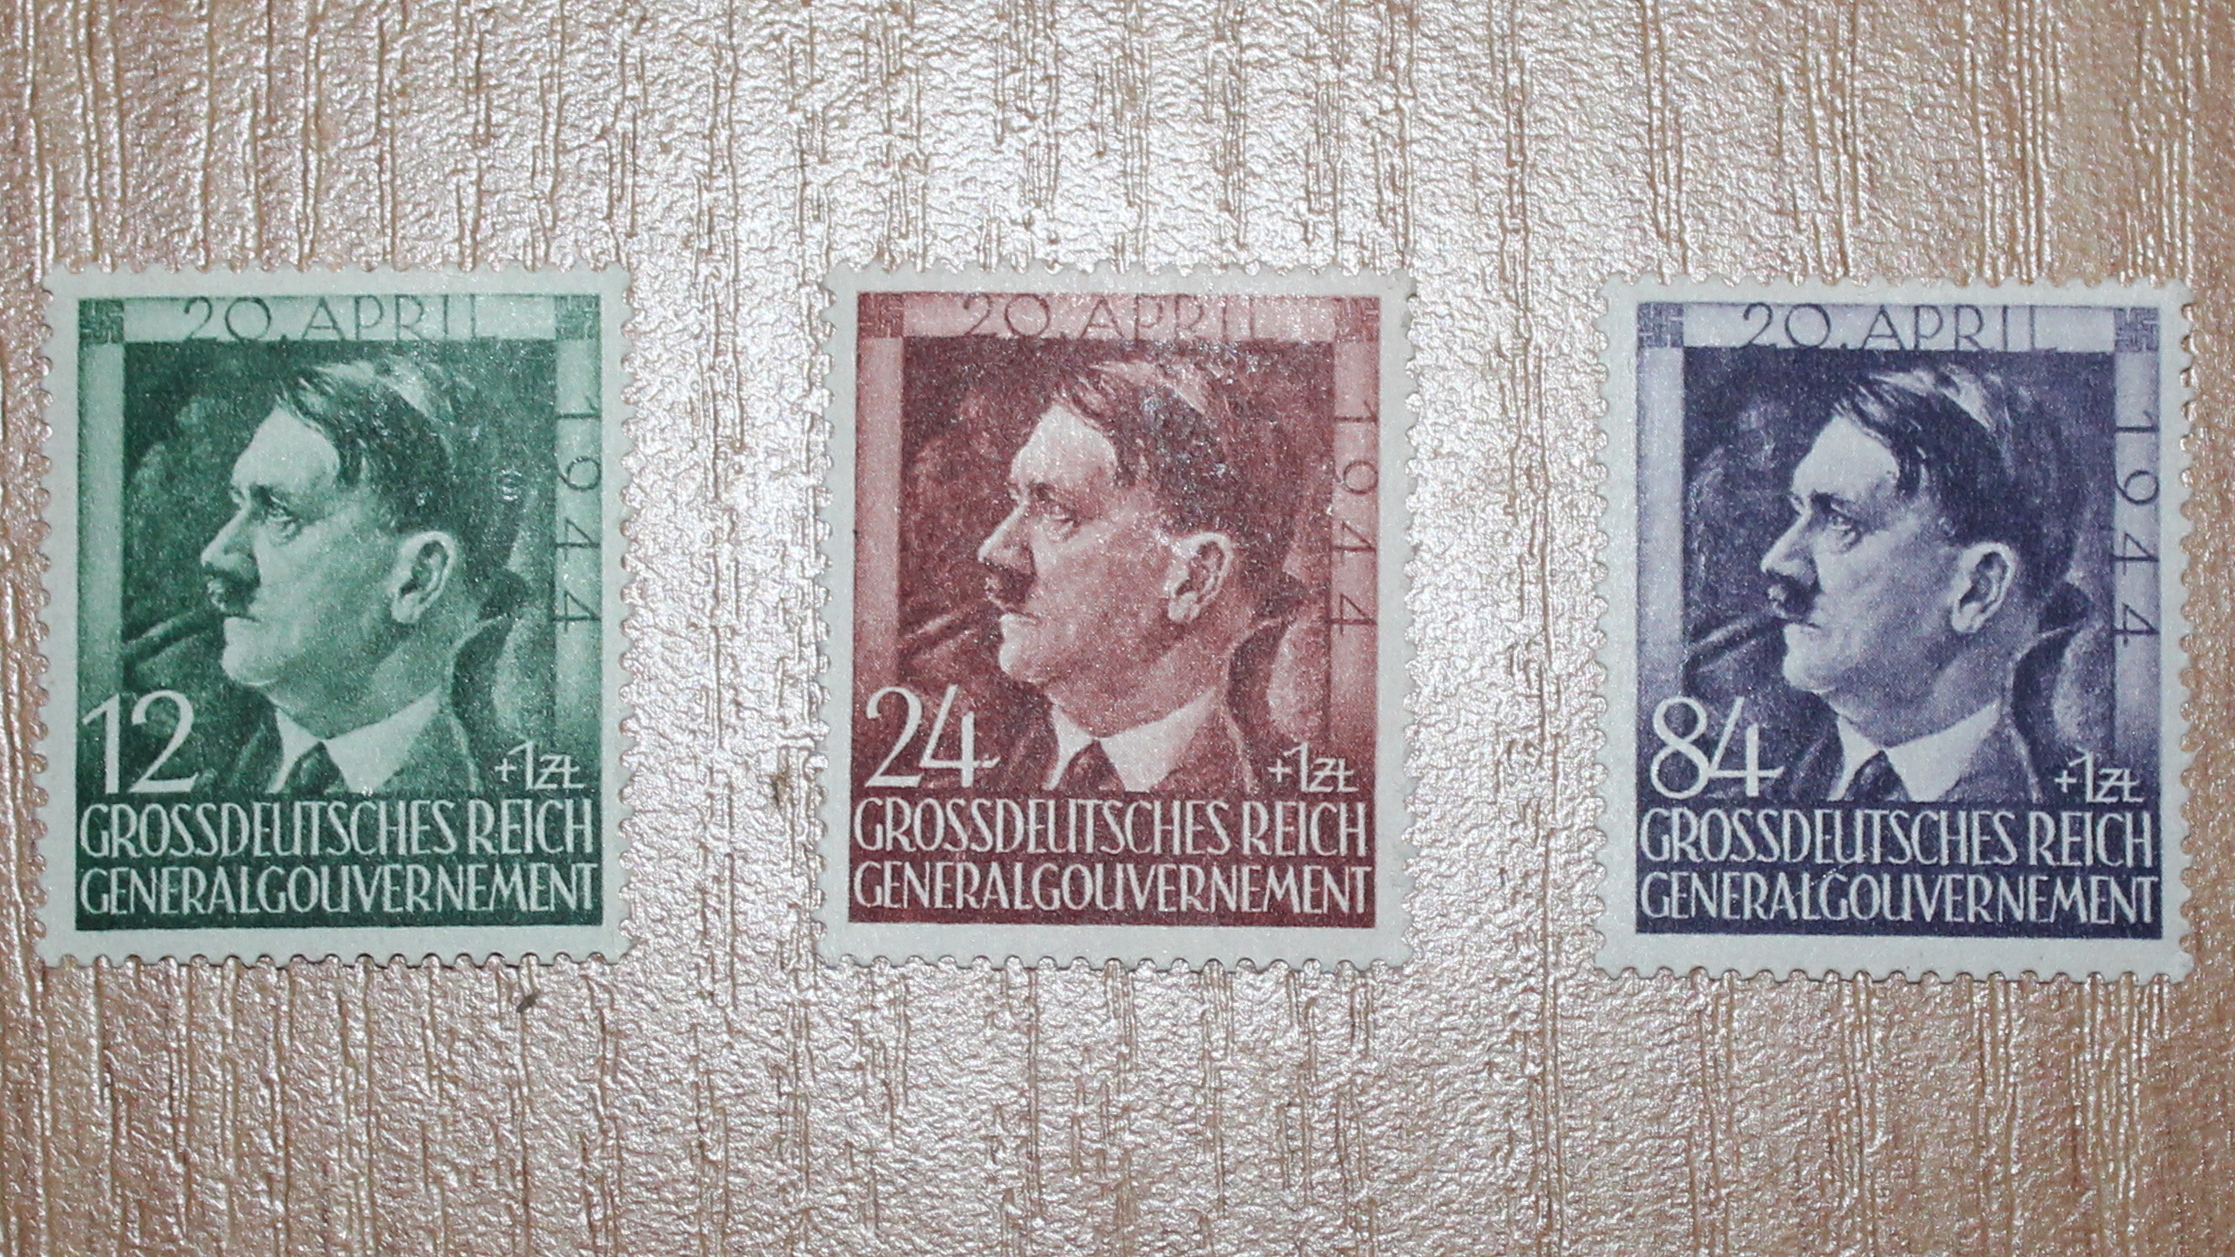 20. APRIL
1944
12
+1ZŁ
GROSSDEUTSCHES REICH
GENERALGOUVERNEMENT
20. APRIL
1944
24
+1ZŁ
GROSSDEUTSCHES REICH
GENERALGOUVERNEMENT
20. APRIL
1944
84
+1ZŁ
GROSSDEUTSCHES REICH
GENERALGOUVERNEMENT